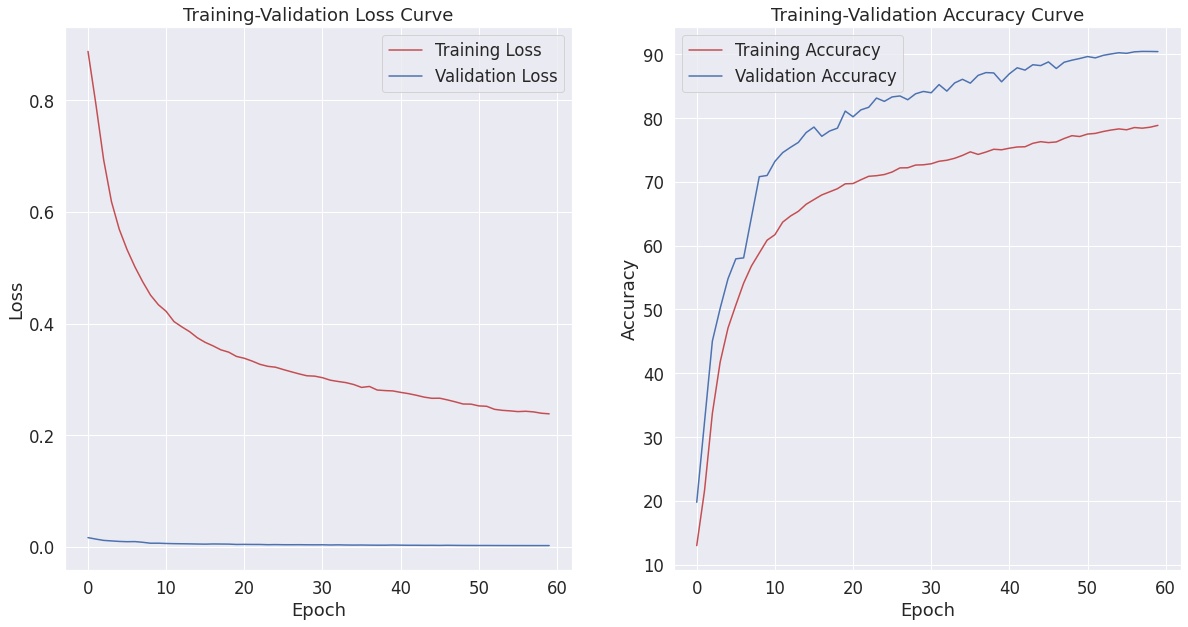 Training-Validation Loss Curve
Training Loss
Validation Loss
Loss
0.8
0.6
0.4
0.2
0.0
0 10 20 30 40 50 60
Epoch
Training-Validation Accuracy Curve
Training Accuracy
Validation Accuracy
Accuracy
90
80
70
60
50
40
30
20
10
0 10 20 30 40 50 60
Epoch